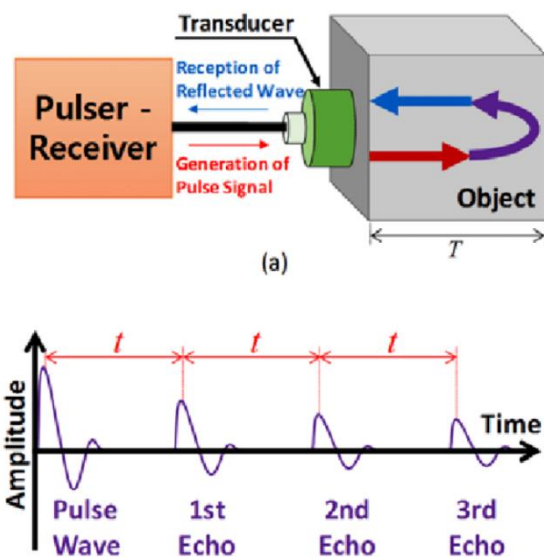 Transducer
Pulser -
Receiver
Reception of
Reflected Wave
Generation of
Pulse Signal
Object
T
(a)
t
t
t
Amplitude
Time
Pulse
Wave
1st
Echo
2nd
Echo
3rd
Echo